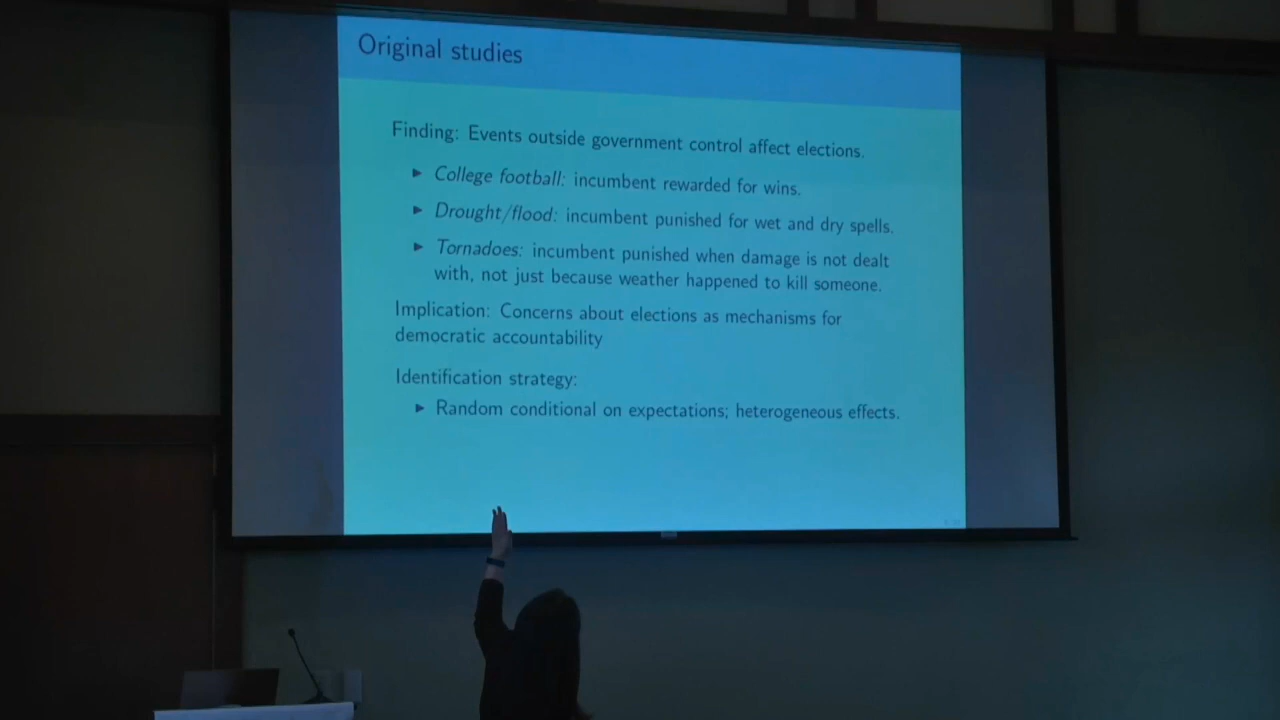 Original studies
Finding: Events outside government control affect elections.
▶ College football: incumbent rewarded for wins.
▶ Drought/flood: incumbent punished for wet and dry spells.
▶ Tornadoes: incumbent punished when damage is not dealt
with, not just because weather happened to kill someone.
Implication: Concerns about elections as mechanisms for
democratic accountability
Identification strategy:
▶ Random conditional on expectations; heterogeneous effects.